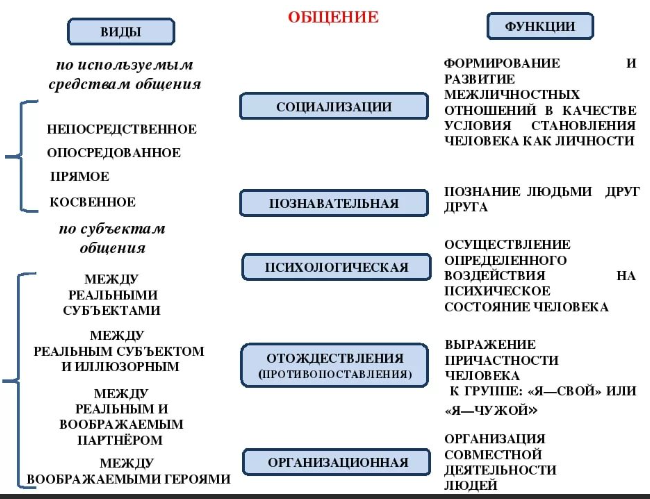 ОБЩЕНИЕ
ВИДЫ
по используемым
средствам общения
НЕПОСРЕДСТВЕННОЕ
ОПОСРЕДОВАННОЕ
ПРЯМОЕ
КОСВЕННОЕ
по субъектам
общения
МЕЖДУ
РЕАЛЬНЫМИ
СУБЪЕКТАМИ
МЕЖДУ
РЕАЛЬНЫМ СУБЪЕКТОМ
И ИЛЛЮЗОРНЫМ
МЕЖДУ
РЕАЛЬНЫМ И
ВООБРАЖАЕМЫМ
ПАРТНЁРОМ
МЕЖДУ
ВООБРАЖАЕМЫМИ ГЕРОЯМИ
ФУНКЦИИ
СОЦИАЛИЗАЦИИ
ФОРМИРОВАНИЕ И
РАЗВИТИЕ
МЕЖЛИЧНОСТНЫХ
ОТНОШЕНИЙ В КАЧЕСТВЕ
УСЛОВИЯ СТАНОВЛЕНИЯ
ЧЕЛОВЕКА КАК ЛИЧНОСТИ
ПОЗНАВАТЕЛЬНАЯ
ПОЗНАНИЕ ЛЮДЬМИ ДРУГ
ДРУГА
ПСИХОЛОГИЧЕСКАЯ
ОСУЩЕСТВЛЕНИЕ
ОПРЕДЕЛЕННОГО
ВОЗДЕЙСТВИЯ НА
ПСИХИЧЕСКОЕ
СОСТОЯНИЕ ЧЕЛОВЕКА
ОТОЖДЕСТВЛЕНИЯ
(ПРОТИВОПОСТАВЛЕНИЯ)
ВЫРАЖЕНИЕ
ПРИЧАСТНОСТИ
ЧЕЛОВЕКА
К ГРУППЕ: «Я—СВОЙ» ИЛИ
«Я—ЧУЖОЙ»
ОРГАНИЗАЦИОННАЯ
ОРГАНИЗАЦИЯ
СОВМЕСТНОЙ
ДЕЯТЕЛЬНОСТИ
ЛЮДЕЙ